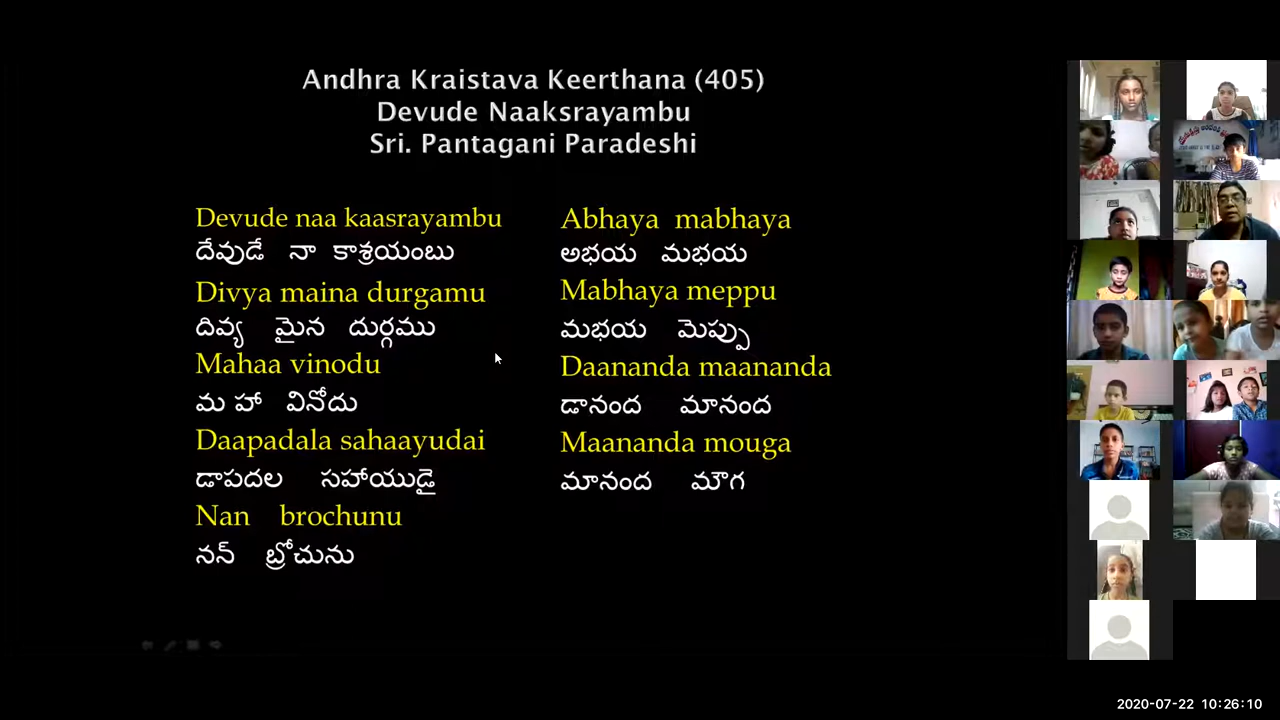 Andhra Kraistava Keerthana (405)
Devude Naaksrayambu
Sri. Pantagani Paradeshi
Devude naa kaasrayambu
దేవుడే నా కాశ్రయంబు
Divya maina durgamu
దివ్య మైన దుర్గము
Mahaa vinodu
మ హా వినోదు
Daapadala sahaayudai
డాపదల సహాయుడై
Nan brochunu
నన్ బ్రోచును
Abhaya mabhaya
అభయ మభయ
Mabhaya meppu
మభయ మెప్పు
Daananda maananda
డానంద మానంద
Maananda mouga
మానంద మౌగ
2020-07-22 10:26:10